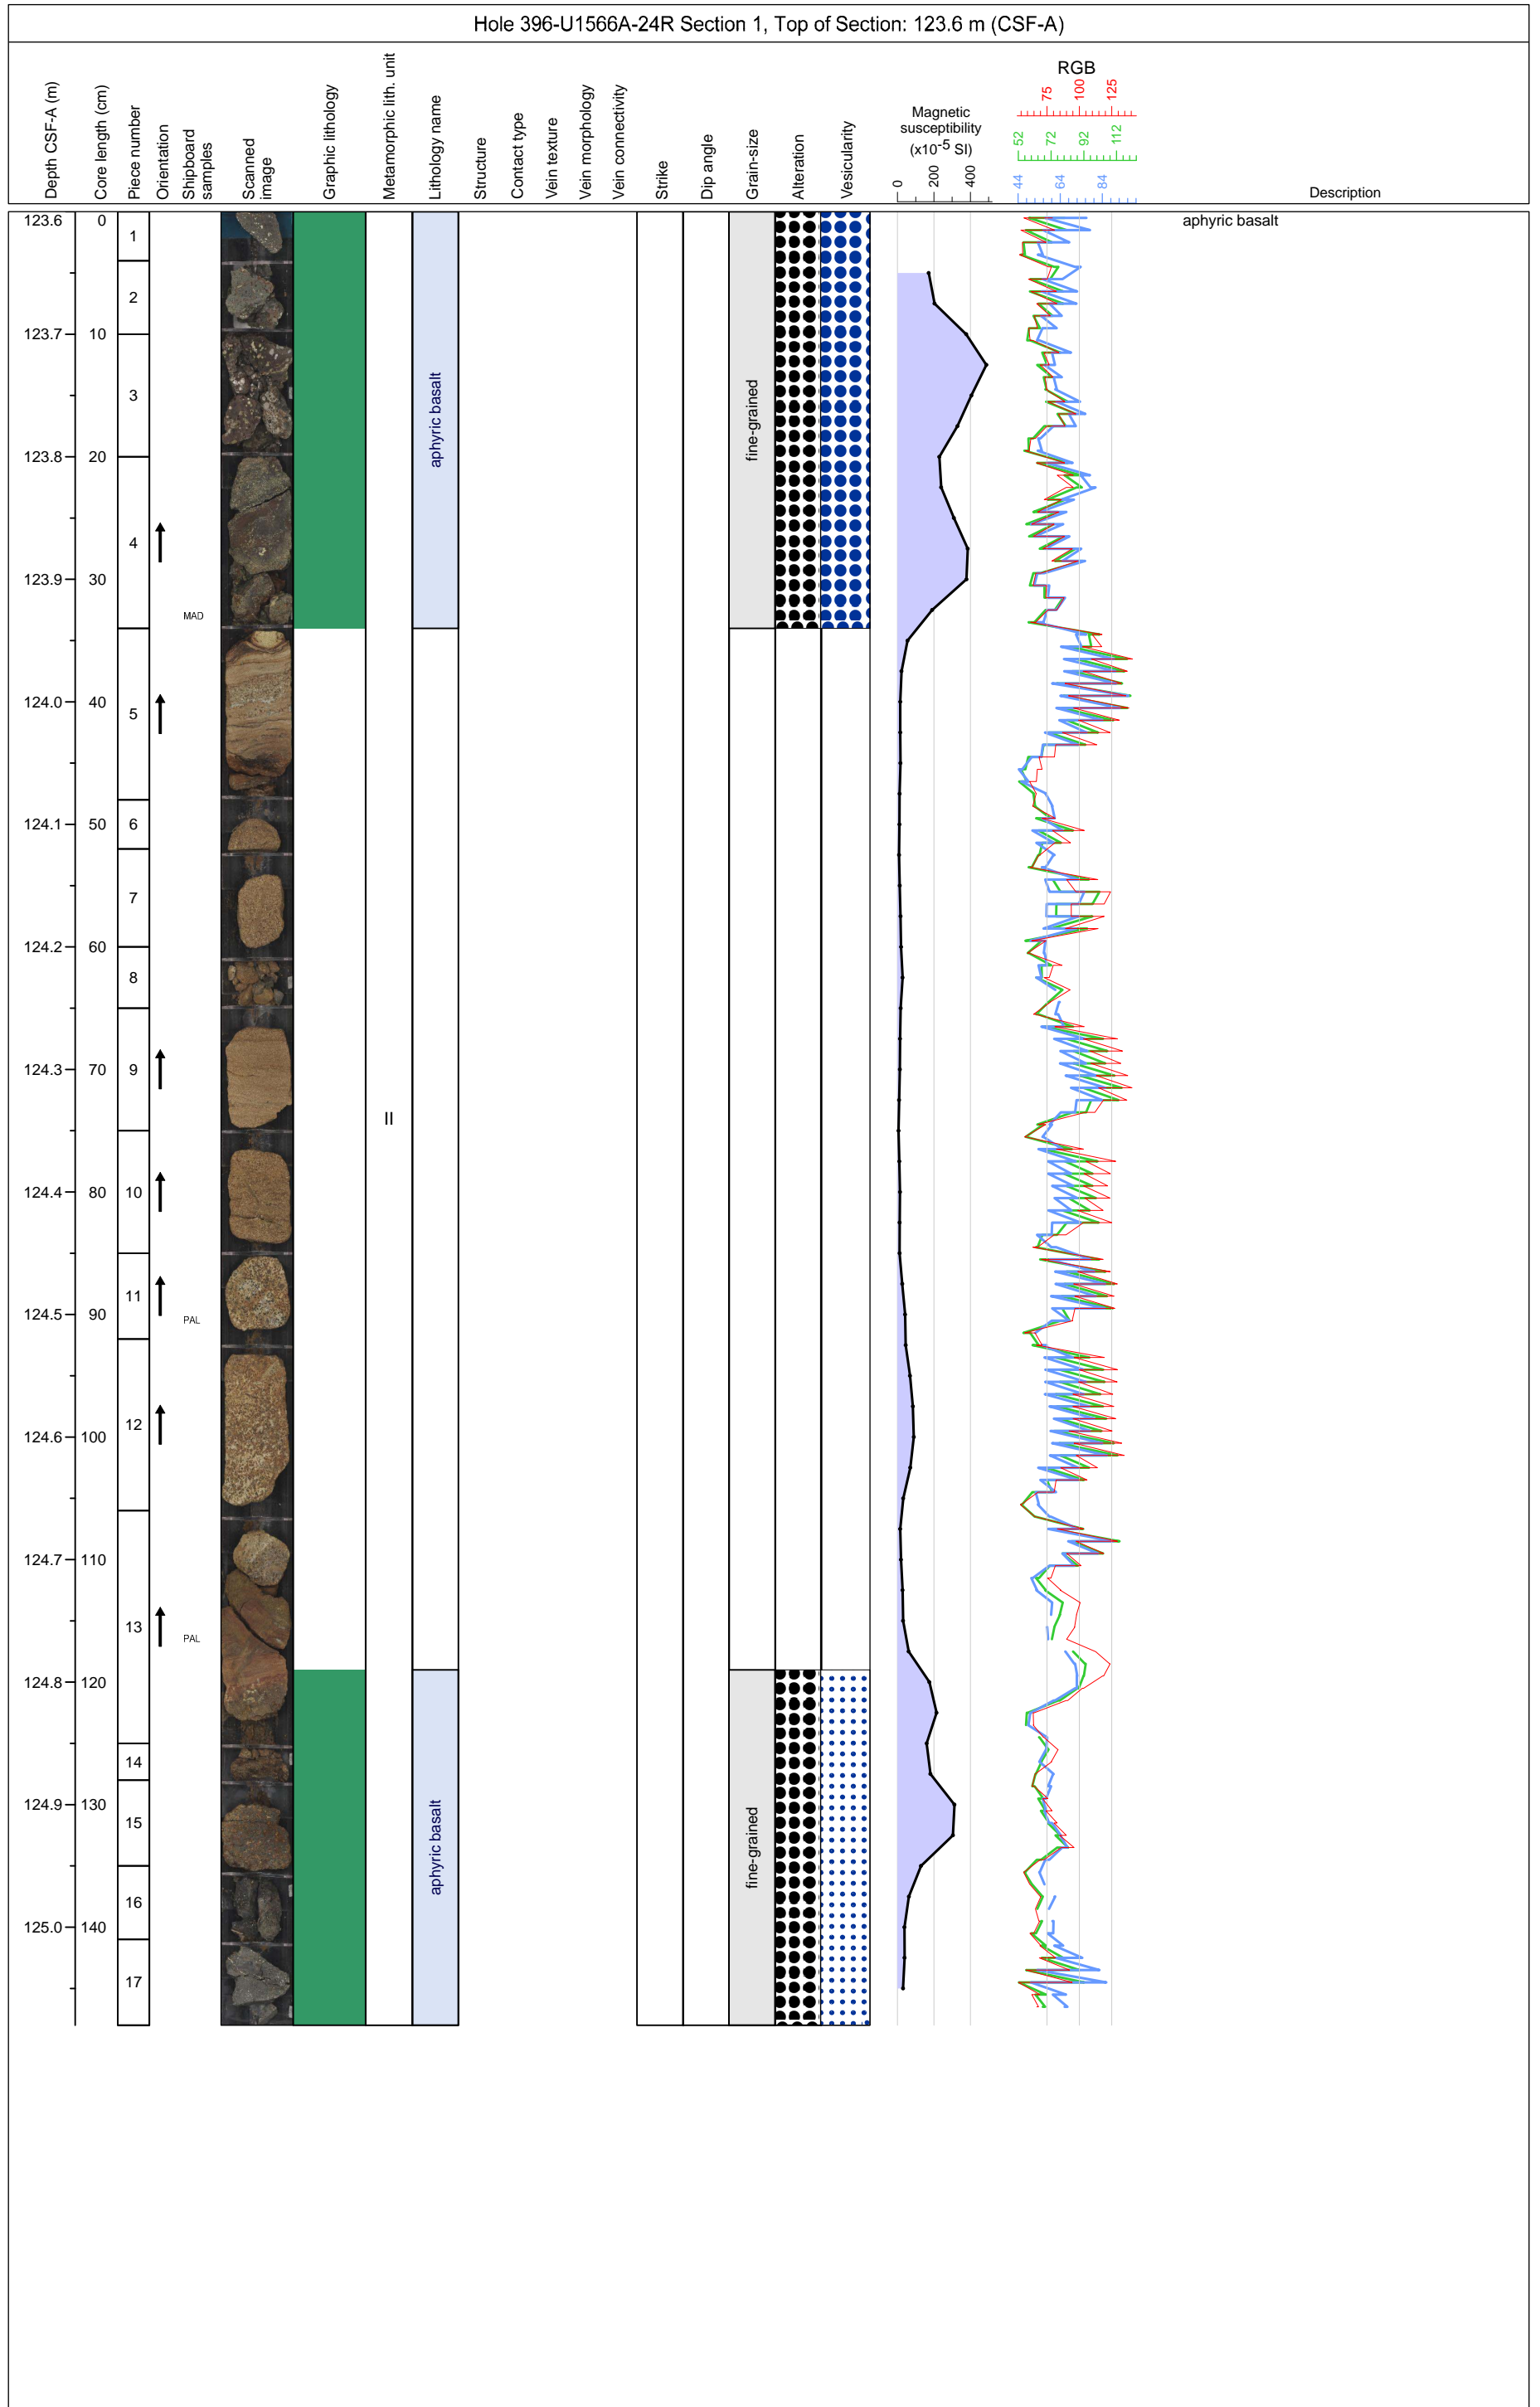 Hole 396-U1566A-24R Section 1, Top of Section: 123.6 m (CSF-A)
Depth CSF-A (m)
Core length (cm)
Piece number
Orientation
Shipboard
samples
Scanned
image
Graphic lithology
Metamorphic lith. unit
Lithology name
Structure
Contact type
Vein texture
Vein morphology
Vein connectivity
Strike
Dip angle
Grain-size
Alteration
Vesicularity
Magnetic
susceptibility
(x10-5 SI)
0 200 400
RGB
75 100 125
52 72 92 112
44 64 84
Description
123.6 0
1
aphyric basalt
2
123.7 10
3
aphyric basalt
fine-grained
123.8 20
4
123.9 30
MAD
124.0 40
5
124.1 50 6
7
124.2 60
8
124.3 70 9
II
124.4 80 10
11
124.5 90
PAL
12
124.6 100
124.7 110
13
PAL
124.8 120
14
124.9 130
15
aphyric basalt
fine-grained
16
125.0 140
17